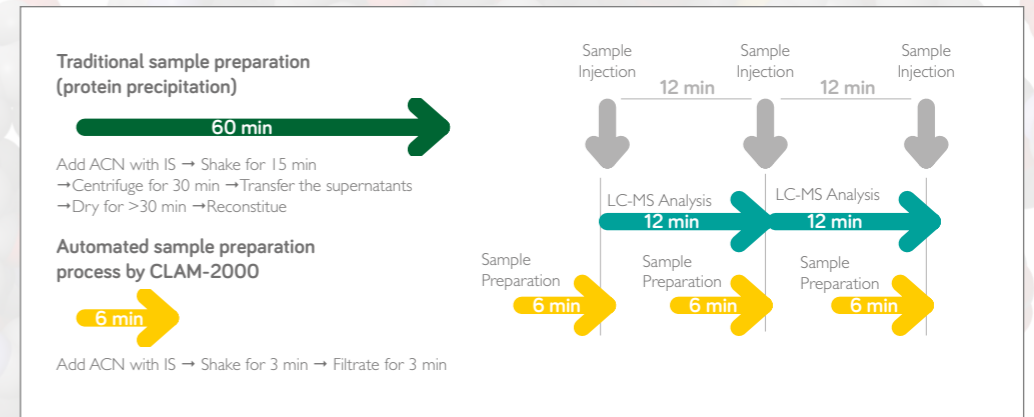 Traditional sample preparation
(protein precipitation)
60 min
Add ACN with IS → Shake for 15 min
→Centrifuge for 30 min →Transfer the supernatants
→Dry for >30 min →Reconstitue
Automated sample preparation
process by CLAM-2000
6 min
Add ACN with IS → Shake for 3 min → Filtrate for 3 min
Sample
Injection
Sample
Injection
Sample
Injection
12 min
12 min
LC-MS Analysis
12 min
LC-MS Analysis
12 min
Sample
Preparation
6 min
Sample
Preparation
6 min
Sample
Preparation
6 min